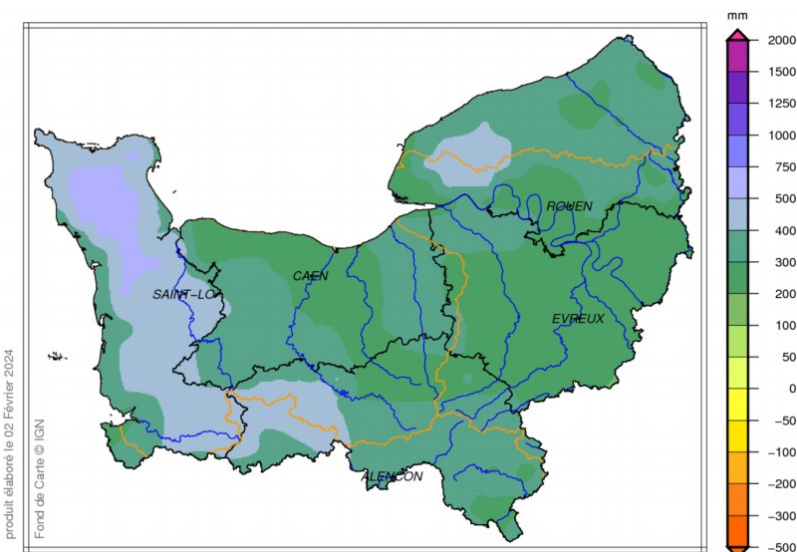 mm
2000
1500
1250
1000
750
500
400
300
200
100
50
0
−50
−100
−200
−300
−500
ROUEN
CAEN
SAINT−LO
EVREUX
ALENCON
produit élaboré le 02 Février 2024
Fond de Carte © IGN